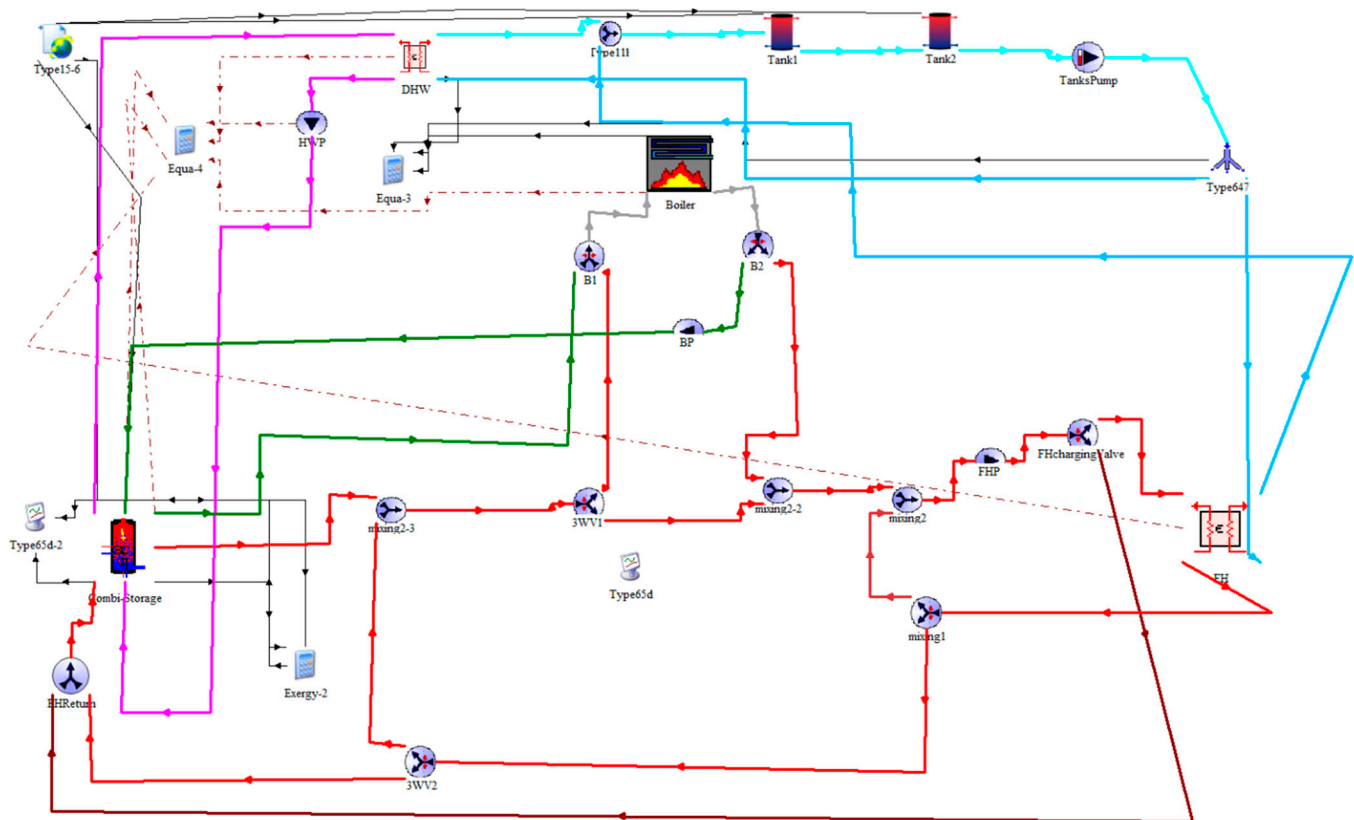 Type15-6
DHW
Type11l
Tank1
Tank2
TanksPump
HWP
Equa-4
Equa-3
Boiler
Type647
B1
B2
BP
FHP
FHchargingValve
Type65d-2
Combi-Storage
mixing2-3
3WV1
mixing2-2
mixing2
Type65d
FH
mixing1
FHReturn
Exergy-2
3WV2